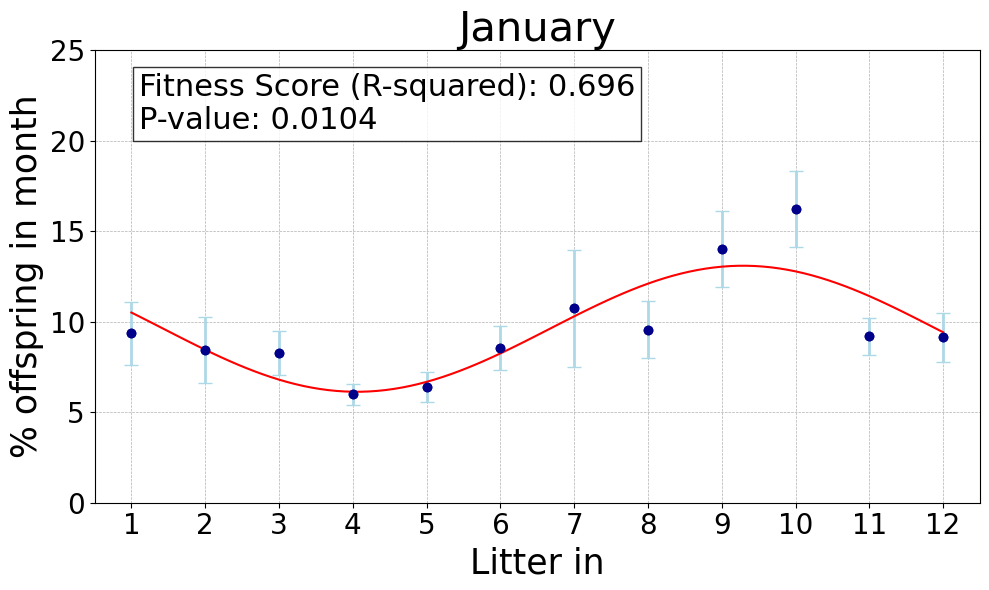 January
Fitness Score (R-squared): 0.696
P-value: 0.0104
25
20
15
10
5
0
% offspring in month
1 2 3 4 5 6 7 8 9 10 11 12
Litter in